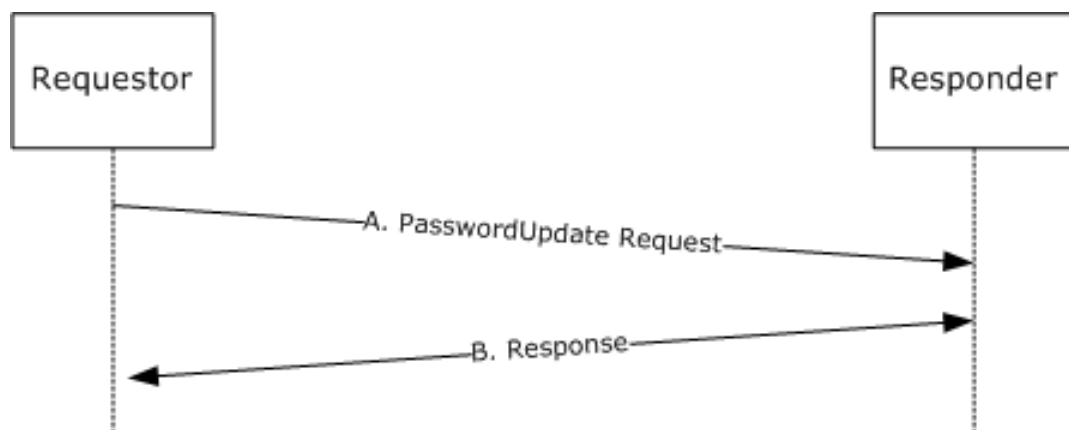 Requestor
Responder
A. PasswordUpdate Request
B. Response